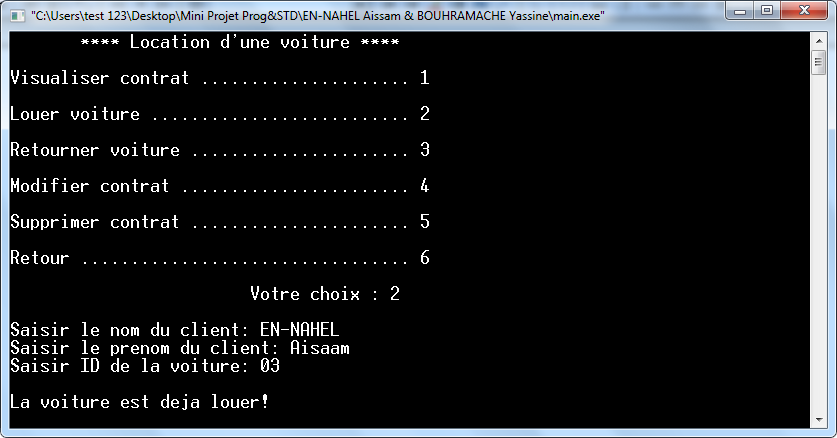 "C:\Users\test 123\Desktop\Mini Projet Prog&STD\EN-NAHEL Aissam & BOUHRAMACHE Yassine\main.exe"
**** Location d'une voiture ****
Visualiser contrat ..................... 1
Louer voiture .......................... 2
Retourner voiture ...................... 3
Modifier contrat ....................... 4
Supprimer contrat ...................... 5
Retour ................................. 6
Votre choix : 2
Saisir le nom du client: EN-NAHEL
Saisir le prenom du client: Aisaam
Saisir ID de la voiture: 03
La voiture est deja louer!